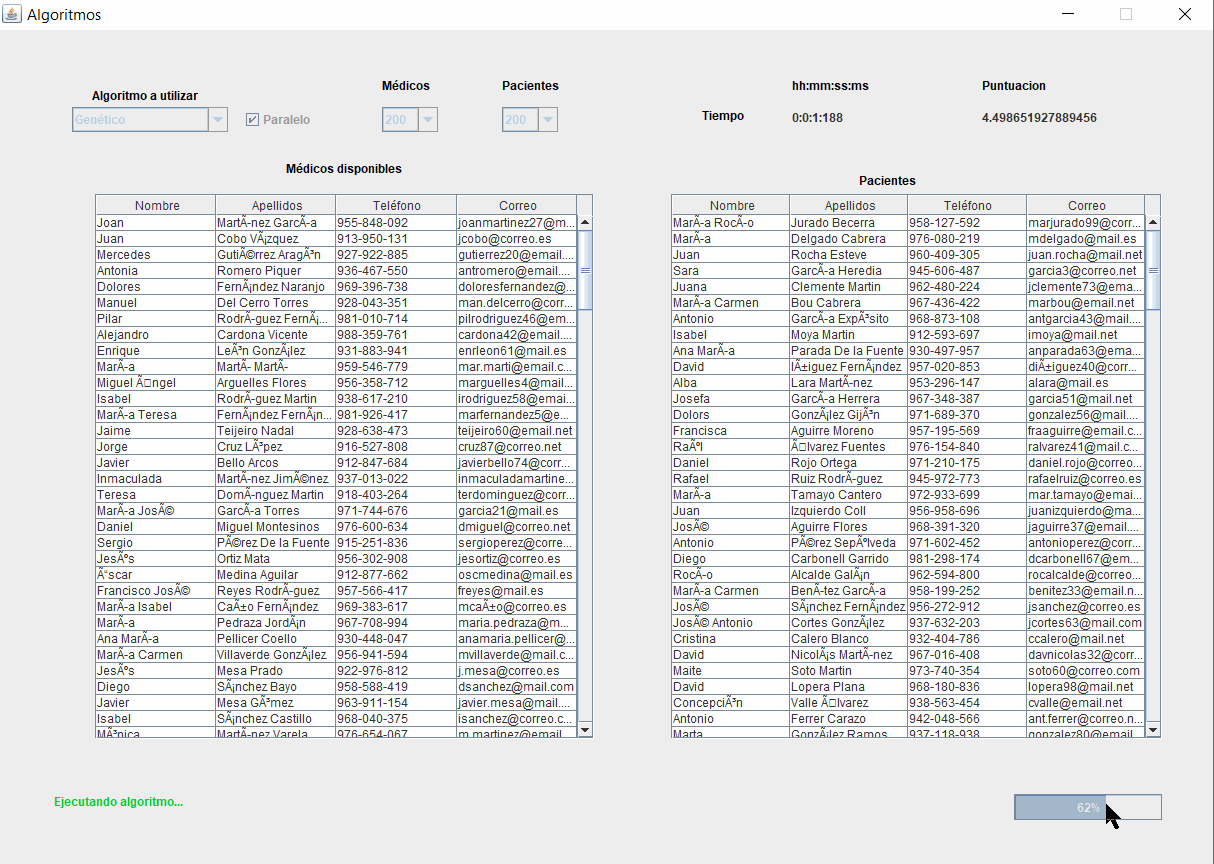 Algoritmos
Algoritmo a utilizar
Médicos
Pacientes
hh:mm:ss:ms
Puntuacion
Genético
Paralelo
200
200
Tiempo
0:0:1:188
4.498651927889456
Médicos disponibles
Nombre Apellidos Teléfono Correo
Joan MartÃ-nez GarcÃ-a 955-848-092 joanmartinez27@m...
Juan Cobo VÃ¡zquez 913-950-131 jcobo@correo.es
Mercedes GutiÃ©rrez AragÃ³n 927-922-885 gutierrez20@email....
Antonia Romero Piquer 936-467-550 antromero@email....
Dolores FernÃ¡ndez Naranjo 969-396-738 doloresfernandez@...
Manuel Del Cerro Torres 928-043-351 man.delcerro@corr...
Pilar RodrÃ-guez FernÃ¡... 981-010-714 pilrodriguez46@em...
Alejandro Cardona Vicente 988-359-761 cardona42@email....
Enrique LeÃ³n GonzÃ¡lez 931-883-941 enrleon61@mail.es
MarÃ-a MartÃ- MartÃ- 959-546-779 mar.marti@email.c...
Miguel Ã□ngel Arguelles Flores 956-358-712 marguelles4@mail...
Isabel RodrÃ-guez Martin 938-617-210 irodriguez58@email...
MarÃ-a Teresa FernÃ¡ndez FernÃ¡n... 981-926-417 marfernandez5@e...
Jaime Teijeiro Nadal 928-638-473 teijeiro60@email.net
Jorge Cruz LÃ³pez 916-527-808 cruz87@correo.net
Javier Bello Arcos 912-847-684 javierbello74@corr...
Inmaculada MartÃ-nez JimÃ©nez 937-013-022 inmaculadamartine...
Teresa DomÃ-nguez Martin 918-403-264 terdominguez@corr...
MarÃ-a JosÃ© GarcÃ-a Torres 971-744-676 garcia21@mail.es
Daniel Miguel Montesinos 976-600-634 dmiguel@correo.net
Sergio PÃ©rez De la Fuente 915-251-836 sergioperez@corre...
JesÃºs Ortiz Mata 956-302-908 jesortiz@correo.es
Ã“scar Medina Aguilar 912-877-662 oscmedina@mail.es
Francisco JosÃ© Reyes RodrÃ-guez 957-566-417 freyes@mail.es
MarÃ-a Isabel CaÃ±o FernÃ¡ndez 969-383-617 mcaÃ±o@correo.es
MarÃ-a Pedraza JordÃ¡n 967-708-994 maria.pedraza@m...
Ana MarÃ-a Pellicer Coello 930-448-047 anamaria.pellicer@...
MarÃ-a Carmen Villaverde GonzÃ¡lez 956-941-594 mvillaverde@mail.c...
JesÃºs Mesa Prado 922-976-812 j.mesa@correo.es
Diego SÃ¡nchez Bayo 958-588-419 dsanchez@mail.com
Javier Mesa GÃ³mez 963-911-154 javier.mesa@mail....
Isabel SÃ¡nchez Castillo 968-040-375 isanchez@correo.c...
MÃ³nica MartÃ-nez Varela 976-654-067 m.martinez@email
Pacientes
Nombre Apellidos Teléfono Correo
MarÃ-a RocÃ-o Jurado Becerra 958-127-592 marjurado99@corr...
MarÃ-a Delgado Cabrera 976-080-219 mdelgado@mail.es
Juan Rocha Esteve 960-409-305 juan.rocha@mail.net
Sara GarcÃ-a Heredia 945-606-487 garcia3@correo.net
Juana Clemente Martin 962-480-224 jclemente73@ema...
MarÃ-a Carmen Bou Cabrera 967-436-422 marbou@email.net
Antonio GarcÃ-a ExpÃ³sito 968-873-108 antgarcia43@mail....
Isabel Moya Martin 912-593-697 imoya@mail.net
Ana MarÃ-a Parada De la Fuente 930-497-957 anparada63@ema...
David IÃ±iguez FernÃ¡ndez 957-020-853 diÃ±iguez40@corr...
Alba Lara MartÃ-nez 953-296-147 alara@mail.es
Josefa GarcÃ-a Herrera 967-348-387 garcia51@mail.net
Dolors GonzÃ¡lez GijÃ³n 971-689-370 gonzalez56@mail....
Francisca Aguirre Moreno 957-195-569 fraaguirre@email.c...
RaÃºl Ã□lvarez Fuentes 976-154-840 ralvarez41@mail.c...
Daniel Rojo Ortega 971-210-175 daniel.rojo@correo...
Rafael Ruiz RodrÃ-guez 945-972-773 rafaelruiz@correo.es
MarÃ-a Tamayo Cantero 972-933-699 mar.tamayo@emai...
Juan Izquierdo Coll 956-958-696 juanizquierdo@ma...
JosÃ© Aguirre Flores 968-391-320 jaguirre37@email....
Antonio PÃ©rez SepÃºlveda 971-602-452 antonioperez@corr...
Diego Carbonell Garrido 981-298-174 dcarbonell67@em...
RocÃ-o Alcalde GalÃ¡n 962-594-800 rocalcalde@correo...
MarÃ-a Carmen BenÃ-tez GarcÃ-a 958-199-252 benitez33@email.n...
JosÃ© SÃ¡nchez FernÃ¡ndez 956-272-912 jsanchez@correo.es
JosÃ© Antonio Cortes GonzÃ¡lez 937-632-203 jcortes63@mail.com
Cristina Calero Blanco 932-404-786 ccalero@mail.net
David NicolÃ¡s MartÃ-nez 967-016-408 davnicolas32@corr...
Maite Soto Martin 973-740-354 soto60@correo.com
David Lopera Plana 968-180-836 lopera98@mail.net
ConcepciÃ³n Valle Ã□lvarez 938-563-454 cvalle@email.net
Antonio Ferrer Carazo 942-048-566 ant.ferrer@correo.n...
Marta GonzÃ¡lez Ramos 937-118-938 gonzalez80@email
Ejecutando algoritmo...
62%